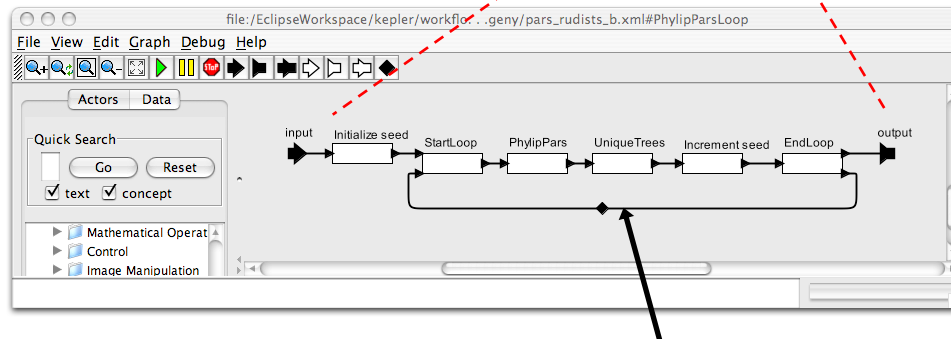 file:/EclipseWorkspace/kepler/workflo. . .geny/pars_rudists_b.xml#PhylipParsLoop
File View Edit Graph Debug Help
STOP
Actors Data
Quick Search
Go Reset
text concept
Mathematical Operat
Control
Image Manipulation
input
Initialize seed
StartLoop
PhylipPars
UniqueTrees
Increment seed
EndLoop
output